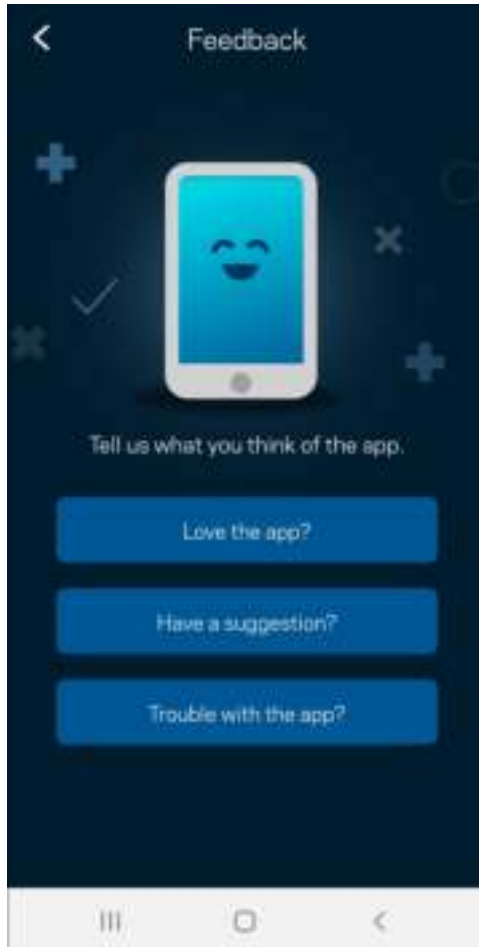 Feedback
Tell us what you think of the app.
Love the app?
Have a suggestion?
Trouble with the app?